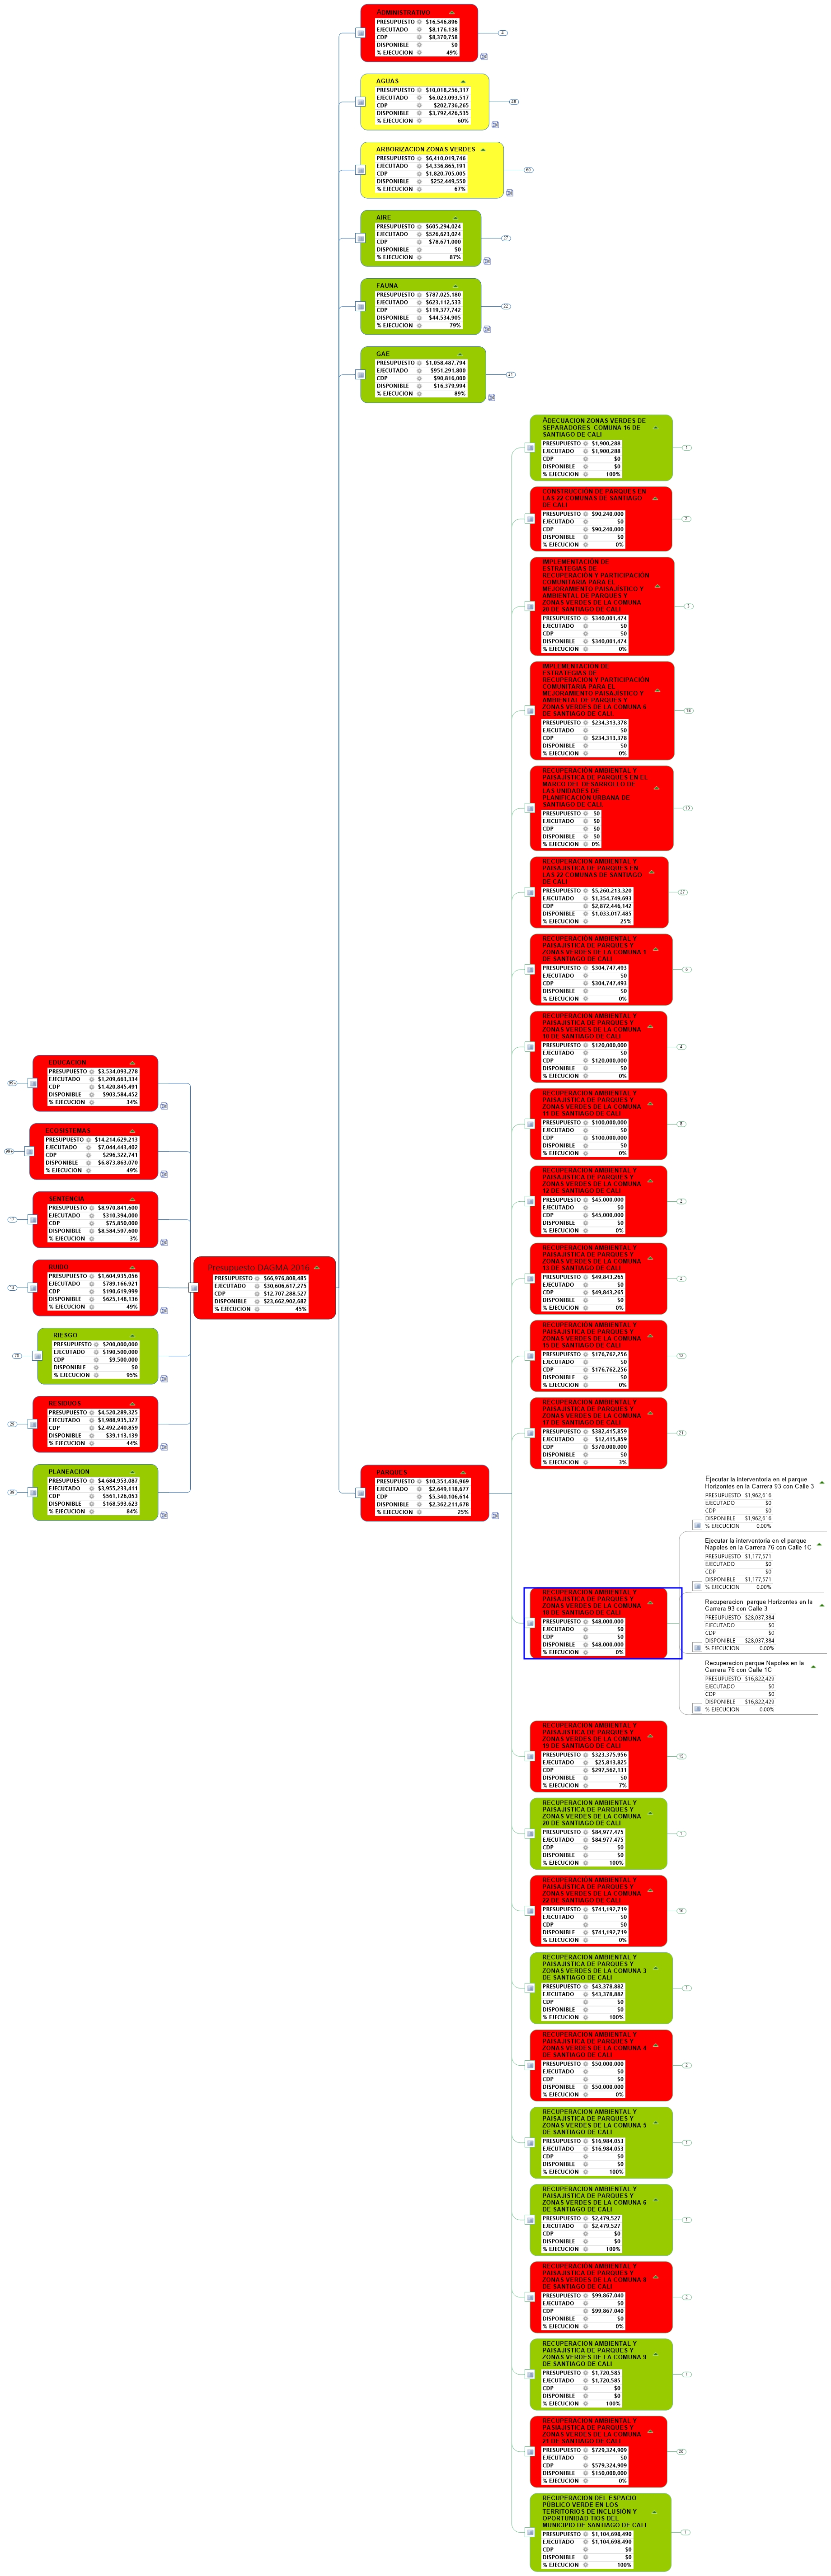 Presupuesto DAGMA 2016
PRESUPUESTO $66,976,808,485
EJECUTADO $30,606,617,275
CDP $12,707,288,527
DISPONIBLE $23,662,902,682
% EJECUCION 45%
ADMINISTRATIVO
PRESUPUESTO $16,546,896
EJECUTADO $8,176,138
CDP $8,370,758
DISPONIBLE $0
% EJECUCION 49%
4
AGUAS
PRESUPUESTO $10,018,256,317
EJECUTADO $6,023,093,517
CDP $202,736,265
DISPONIBLE $3,792,426,535
% EJECUCION 60%
48
ARBORIZACION ZONAS VERDES
PRESUPUESTO $6,410,019,746
EJECUTADO $4,336,865,191
CDP $1,820,705,005
DISPONIBLE $252,449,550
% EJECUCION 67%
60
AIRE
PRESUPUESTO $605,294,024
EJECUTADO $526,623,024
CDP $78,671,000
DISPONIBLE $0
% EJECUCION 87%
27
FAUNA
PRESUPUESTO $787,025,180
EJECUTADO $623,112,533
CDP $119,377,742
DISPONIBLE $44,534,905
% EJECUCION 79%
22
GAE
PRESUPUESTO $1,058,487,794
EJECUTADO $951,291,800
CDP $90,816,000
DISPONIBLE $16,379,994
% EJECUCION 89%
31
PARQUES
PRESUPUESTO $10,351,436,969
EJECUTADO $2,649,118,677
CDP $5,340,106,614
DISPONIBLE $2,362,211,678
% EJECUCION 25%
ADECUACION ZONAS VERDES DE
SEPARADORES COMUNA 16 DE
SANTIAGO DE CALI
PRESUPUESTO $1,900,288
EJECUTADO $1,900,288
CDP $0
DISPONIBLE $0
% EJECUCION 100%
1
CONSTRUCCION DE PARQUES EN
LAS 22 COMUNAS DE SANTIAGO
DE CALI
PRESUPUESTO $90,240,000
EJECUTADO $0
CDP $90,240,000
DISPONIBLE $0
% EJECUCION 0%
2
IMPLEMENTACIÓN DE
ESTRATEGIAS DE
RECUPERACIÓN Y PARTICIPACIÓN
COMUNITARIA PARA EL
MEJORAMIENTO PAISAJÍSTICO Y
AMBIENTAL DE PARQUES Y
ZONAS VERDES DE LA COMUNA
20 DE SANTIAGO DE CALI
PRESUPUESTO $340,001,474
EJECUTADO $0
CDP $0
DISPONIBLE $340,001,474
% EJECUCION 0%
3
IMPLEMENTACIÓN DE
ESTRATEGIAS DE
RECUPERACIÓN Y PARTICIPACIÓN
COMUNITARIA PARA EL
MEJORAMIENTO PAISAJÍSTICO Y
AMBIENTAL DE PARQUES Y
ZONAS VERDES DE LA COMUNA 6
DE SANTIAGO DE CALI
PRESUPUESTO $234,313,378
EJECUTADO $0
CDP $234,313,378
DISPONIBLE $0
% EJECUCION 0%
18
RECUPERACION AMBIENTAL Y
PAISAJISTICA DE PARQUES EN EL
MARCO DEL DESARROLLO DE
LAS UNIDADES DE
PLANIFICACIÓN URBANA DE
SANTIAGO DE CALI
PRESUPUESTO $0
EJECUTADO $0
CDP $0
DISPONIBLE $0
% EJECUCION 0%
10
RECUPERACION AMBIENTAL Y
PAISAJISTICA DE PARQUES EN
LAS 22 COMUNAS DE SANTIAGO
DE CALI
PRESUPUESTO $5,260,213,320
EJECUTADO $1,354,749,693
CDP $2,872,446,142
DISPONIBLE $1,033,017,485
% EJECUCION 25%
27
RECUPERACION AMBIENTAL Y
PAISAJISTICA DE PARQUES Y
ZONAS VERDES DE LA COMUNA
DE SANTIAGO DE CALI
PRESUPUESTO $304,747,493
EJECUTADO $0
CDP $304,747,493
DISPONIBLE $0
% EJECUCION 0%
RECUPERACION AMBIENTAL Y
PAISAJISTICA DE PARQUES Y
ZONAS VERDES DE LA COMUNA
DE SANTIAGO DE CALI
PRESUPUESTO $120,000,000
EJECUTADO $0
CDP $120,000,000
DISPONIBLE $0
% EJECUCION 0%
4
RECUPERACION AMBIENTAL Y
PAISAJISTICA DE PARQUES Y
ZONAS VERDES DE LA COMUNA
11 DE SANTIAGO DE CALI
PRESUPUESTO $100,000,000
EJECUTADO $0
CDP $100,000,000
DISPONIBLE $0
% EJECUCION 0%
RECUPERACION AMBIENTAL Y
PAISAJISTICA DE PARQUES Y
ZONAS VERDES DE LA COMUNA
12 DE SANTIAGO DE CALI
PRESUPUESTO $45,000,000
EJECUTADO $0
CDP $45,000,000
DISPONIBLE $0
% EJECUCION 0%
2
RECUPERACION AMBIENTAL Y
PAISAJISTICA DE PARQUES Y
ZONAS VERDES DE LA COMUNA
13 DE SANTIAGO DE CALI
PRESUPUESTO $49,843,265
EJECUTADO $0
CDP $49,843,265
DISPONIBLE $0
% EJECUCION 0%
2
RECUPERACION AMBIENTAL Y
PAISAJISTICA DE PARQUES Y
ZONAS VERDES DE LA COMUNA
15 DE SANTIAGO DE CALI
PRESUPUESTO $176,762,256
EJECUTADO $0
CDP $176,762,256
DISPONIBLE $0
% EJECUCION 0%
12
RECUPERACION AMBIENTAL Y
PAISAJISTICA DE PARQUES Y
ZONAS VERDES DE LA COMUNA
17 DE SANTIAGO DE CALI
PRESUPUESTO $382,415,859
EJECUTADO $12,415,859
CDP $370,000,000
DISPONIBLE $0
% EJECUCION 3%
21
RECUPERACION AMBIENTAL Y
PAISAJISTICA DE PARQUES Y
ZONAS VERDES DE LA COMUNA
18 DE SANTIAGO DE CALI
PRESUPUESTO $48,000,000
EJECUTADO $0
CDP $0
DISPONIBLE $48,000,000
% EJECUCION 0%
Ejecutar la interventoria en el parque
Horizontes en la Carrera 93 con Calle 3
PRESUPUESTO $1,962,616
EJECUTADO $0
CDP $0
DISPONIBLE $1,962,616
% EJECUCION 0.00%
Ejecutar la interventoria en el parque
Napoles en la Carrera 76 con Calle 1C
PRESUPUESTO $1,177,571
EJECUTADO $0
CDP $0
DISPONIBLE $1,177,571
% EJECUCION 0.00%
Recuperacion parque Horizontes en la
Carrera 93 con Calle 3
PRESUPUESTO $28,037,384
EJECUTADO $0
CDP $0
DISPONIBLE $28,037,384
% EJECUCION 0.00%
Recuperacion parque Napoles en la
Carrera 76 con Calle 1C
PRESUPUESTO $16,822,429
EJECUTADO $0
CDP $0
DISPONIBLE $16,822,429
% EJECUCION 0.00%
RECUPERACION AMBIENTAL Y
PAISAJISTICA DE PARQUES Y
ZONAS VERDES DE LA COMUNA
19 DE SANTIAGO DE CALI
PRESUPUESTO $323,375,956
EJECUTADO $25,813,825
CDP $297,562,131
DISPONIBLE $0
% EJECUCION 7%
15
RECUPERACION AMBIENTAL Y
PAISAJISTICA DE PARQUES Y
ZONAS VERDES DE LA COMUNA
20 DE SANTIAGO DE CALI
PRESUPUESTO $84,977,475
EJECUTADO $84,977,475
CDP $0
DISPONIBLE $0
% EJECUCION 100%
1
RECUPERACION AMBIENTAL Y
PAISAJISTICA DE PARQUES Y
ZONAS VERDES DE LA COMUNA
22 DE SANTIAGO DE CALI
PRESUPUESTO $741,192,719
EJECUTADO $0
CDP $0
DISPONIBLE $741,192,719
% EJECUCION 0%
18
RECUPERACION AMBIENTAL Y
PAISAJISTICA DE PARQUES Y
ZONAS VERDES DE LA COMUNA 3
DE SANTIAGO DE CALI
PRESUPUESTO $43,378,882
EJECUTADO $43,378,882
CDP $0
DISPONIBLE $0
% EJECUCION 100%
1
RECUPERACION AMBIENTAL Y
PAISAJISTICA DE PARQUES Y
ZONAS VERDES DE LA COMUNA 4
DE SANTIAGO DE CALI
PRESUPUESTO $50,000,000
EJECUTADO $0
CDP $0
DISPONIBLE $50,000,000
% EJECUCION 0%
2
RECUPERACION AMBIENTAL Y
PAISAJISTICA DE PARQUES Y
ZONAS VERDES DE LA COMUNA 5
DE SANTIAGO DE CALI
PRESUPUESTO $16,984,053
EJECUTADO $16,984,053
CDP $0
DISPONIBLE $0
% EJECUCION 100%
1
RECUPERACION AMBIENTAL Y
PAISAJISTICA DE PARQUES Y
ZONAS VERDES DE LA COMUNA 6
DE SANTIAGO DE CALI
PRESUPUESTO $2,479,527
EJECUTADO $2,479,527
CDP $0
DISPONIBLE $0
% EJECUCION 100%
1
RECUPERACION AMBIENTAL Y
PAISAJISTICA DE PARQUES Y
ZONAS VERDES DE LA COMUNA 8
DE SANTIAGO DE CALI
PRESUPUESTO $99,867,040
EJECUTADO $0
CDP $99,867,040
DISPONIBLE $0
% EJECUCION 0%
RECUPERACION AMBIENTAL Y
PAISAJISTICA DE PARQUES Y
ZONAS VERDES DE LA COMUNA 9
DE SANTIAGO DE CALI
PRESUPUESTO $1,720,585
EJECUTADO $1,720,585
CDP $0
DISPONIBLE $0
% EJECUCION 100%
1
RECUPERACION AMBIENTAL Y
PAISAJISTICA DE PARQUES Y
ZONAS VERDES DE LA COMUNA
21 DE SANTIAGO DE CALI
PRESUPUESTO $729,324,909
EJECUTADO $0
CDP $579,324,909
DISPONIBLE $150,000,000
% EJECUCION 0%
26
RECUPERACION DEL ESPACIO
PÚBLICO VERDE EN LOS
TERRITORIOS DE INCLUSIÓN Y
OPORTUNIDAD TIOS DEL
MUNICIPIO DE SANTIAGO DE CALI
PRESUPUESTO $1,104,698,490
EJECUTADO $1,104,698,490
CDP $0
DISPONIBLE $0
% EJECUCION 100%
1
EDUCACION
PRESUPUESTO $3,534,093,278
EJECUTADO $1,209,663,334
CDP $1,420,845,491
DISPONIBLE $903,584,452
% EJECUCION 34%
99+
ECOSISTEMAS
PRESUPUESTO $14,214,629,213
EJECUTADO $7,044,443,402
CDP $296,322,741
DISPONIBLE $6,873,863,070
% EJECUCION 49%
99+
SENTENCIA
PRESUPUESTO $8,970,841,600
EJECUTADO $310,394,000
CDP $75,850,000
DISPONIBLE $8,584,597,600
% EJECUCION 3%
17
RUIDO
PRESUPUESTO $1,604,935,056
EJECUTADO $789,166,921
CDP $190,619,999
DISPONIBLE $625,148,136
% EJECUCION 49%
RIESGO
PRESUPUESTO $200,000,000
EJECUTADO $190,500,000
CDP $9,500,000
DISPONIBLE $0
% EJECUCION 95%
RESIDUOS
PRESUPUESTO $4,520,289,325
EJECUTADO $1,988,935,327
CDP $2,492,240,859
DISPONIBLE $39,113,139
% EJECUCION 44%
PLANEACION
PRESUPUESTO $4,684,953,087
EJECUTADO $3,955,233,411
CDP $561,126,053
DISPONIBLE $168,593,623
% EJECUCION 84%